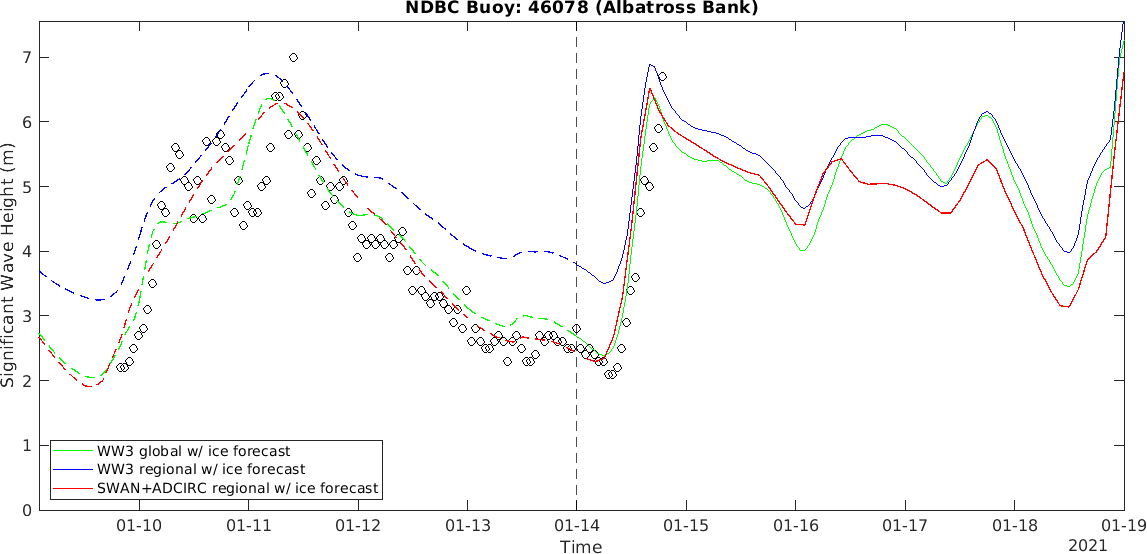 NDBC Buoy: 46078 (Albatross Bank)
Significant Wave Height (m)
7
6
5
4
3
2
1
0
WW3 global w/ ice forecast
WW3 regional w/ ice forecast
SWAN+ADCIRC regional w/ ice forecast
01-10 01-11 01-12 01-13 01-14 01-15 01-16 01-17 01-18 01-19
Time
2021